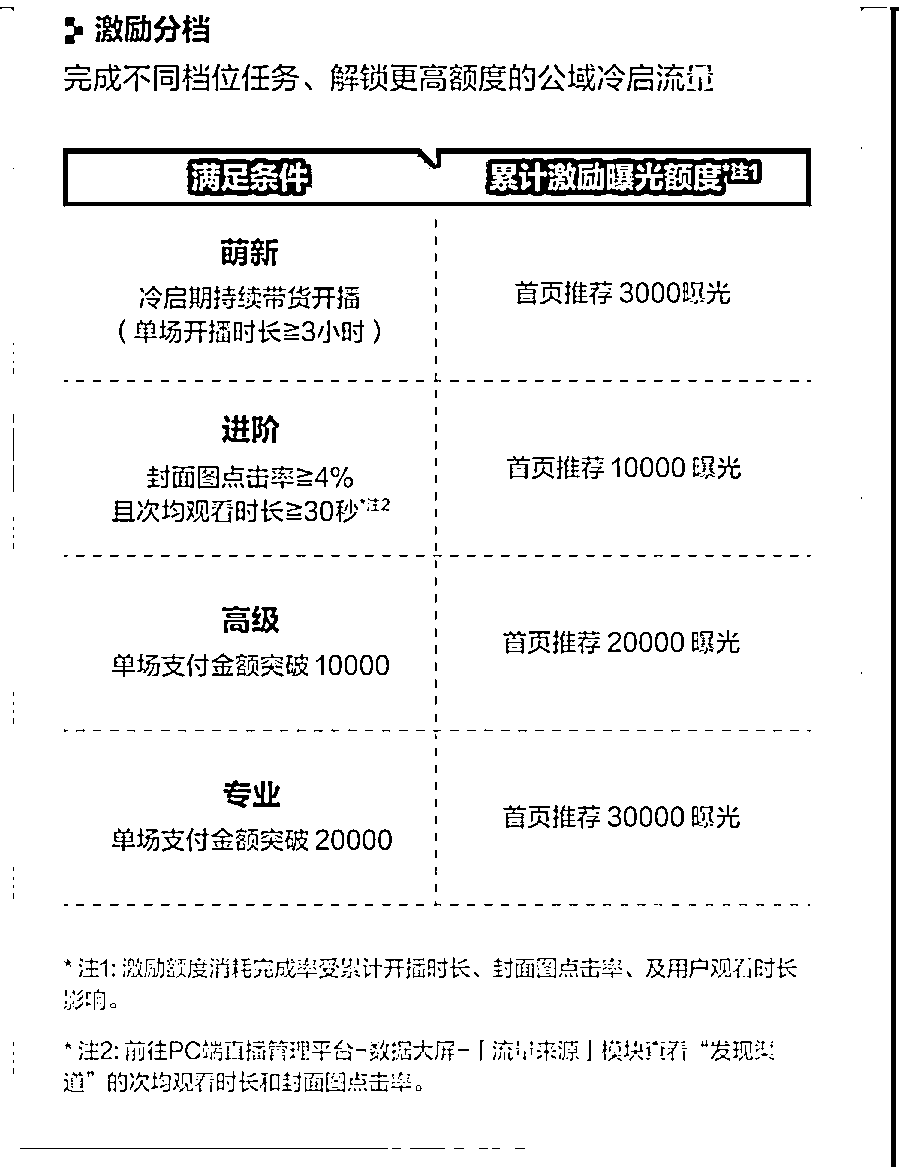 激励分档
完成不同档位任务、解锁更高额度的公域冷启流量
满足条件
累计激励曝光额度*注1
萌新
冷启期持续带货开播
（单场开播时长≧3小时）
首页推荐 3000曝光
进阶
封面图点击率≧4%
且次均观看时长≧30秒*注2
首页推荐 10000 曝光
高级
单场支付金额突破 10000
首页推荐 20000 曝光
专业
单场支付金额突破 20000
首页推荐 30000 曝光
* 注1: 激励额度消耗完成率受累计开播时长、封面图点击率、及用户观看时长
影响。
* 注2: 前往PC端直播管理平台-数据大屏-「流量来源」模块查看“发现渠
道”的次均观看时长和封面图点击率。